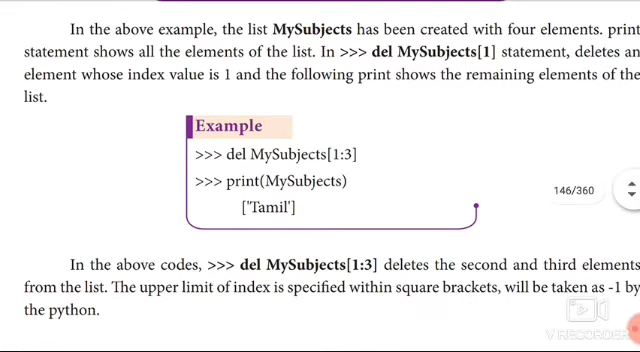 In the above example, the list MySubjects has been created with four elements. print
statement shows all the elements of the list. In >>> del MySubjects[1] statement, deletes an
element whose index value is 1 and the following print shows the remaining elements of the
list.
Example
>>> del MySubjects[1:3]
>>> print(MySubjects)
['Tamil']
146/360
In the above codes, >>> del MySubjects[1:3] deletes the second and third elements
from the list. The upper limit of index is specified within square brackets, will be taken as -1 by
the python.
V RECORDER